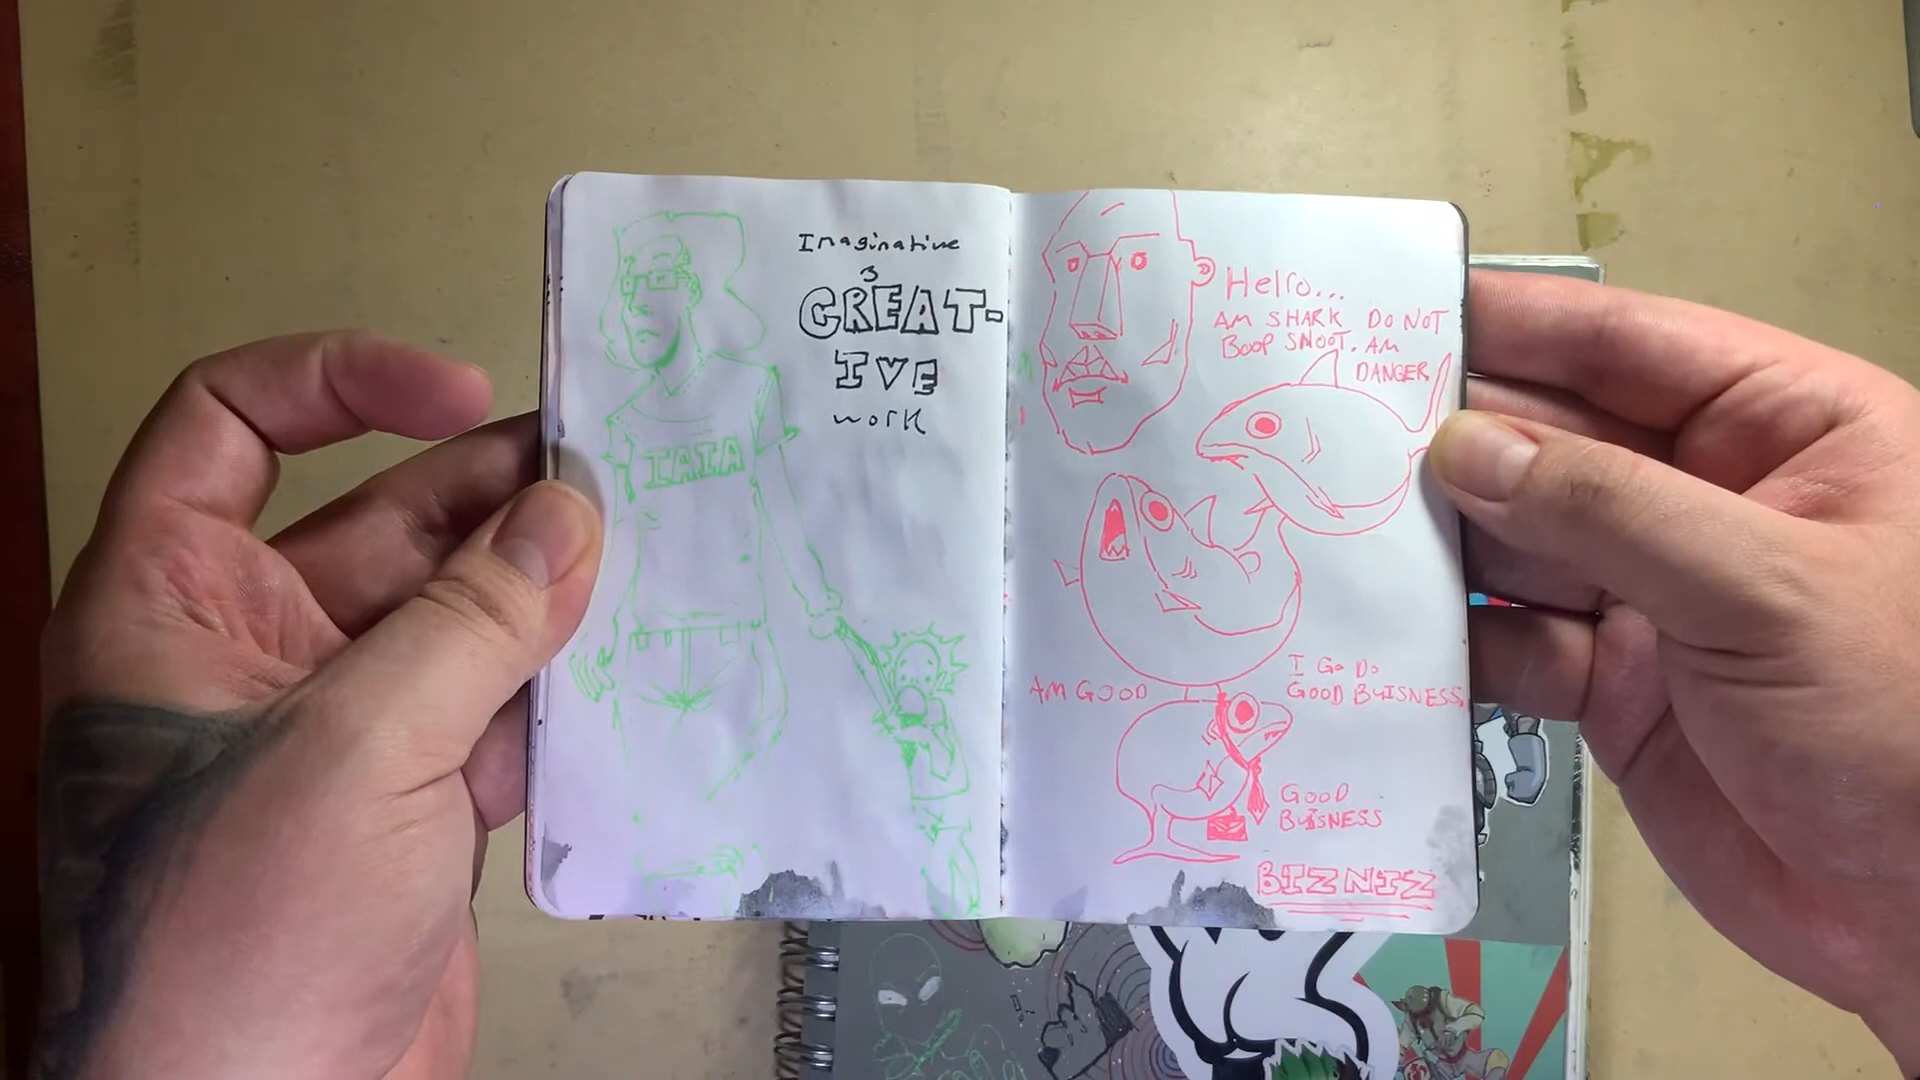 Imaginative
&
CREAT-
IVE
work
IAIA
Hello...
AM SHARK DO NOT
BOOP SNOOT. AM
DANGER
AM GOOD
I GO DO
GOOD BUISNESS.
GOOD
BUISNESS
BIZNIZ